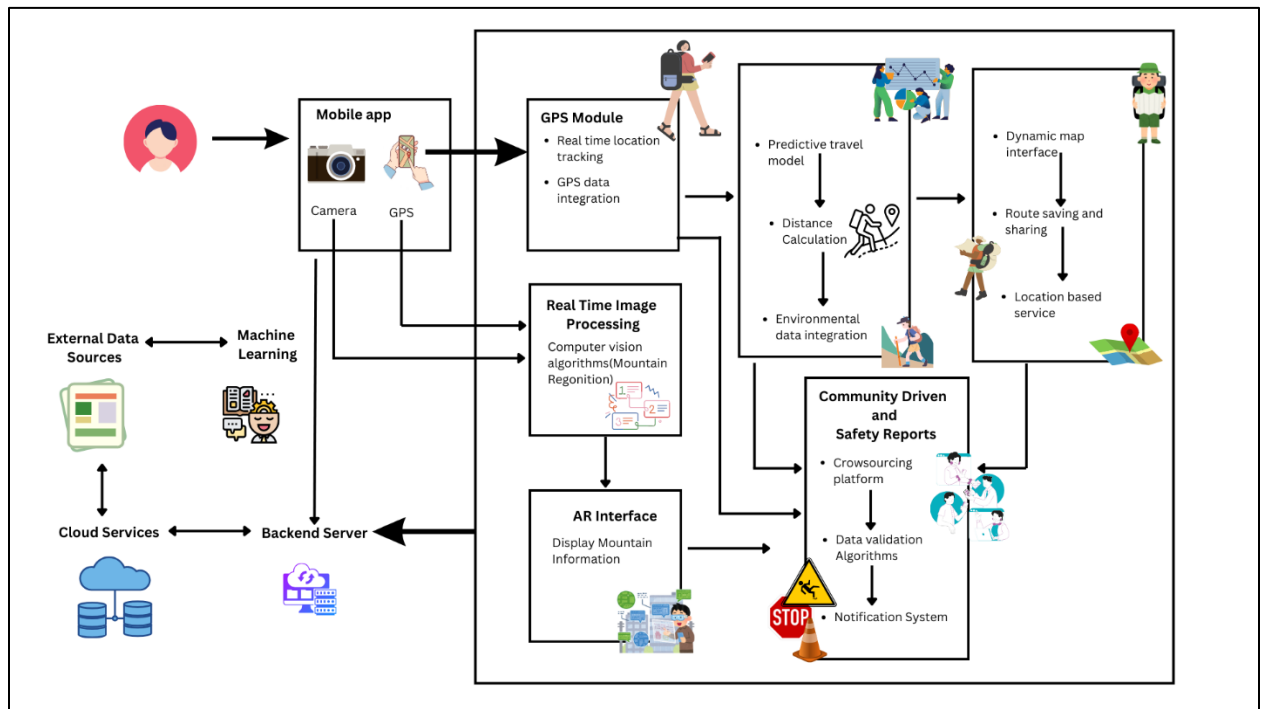 Mobile app
Camera
GPS
GPS Module
• Real time location
tracking
• GPS data
integration
• Predictive travel
model
• Distance
Calculation
• Environmental
data integration
• Dynamic map
interface
• Route saving and
sharing
• Location based
service
Real Time Image
Processing
Computer vision
algorithms(Mountain
Regonition)
1
2
3
External Data
Sources
Machine
Learning
Cloud Services
Backend Server
AR Interface
Display Mountain
Information
Community Driven
and
Safety Reports
• Crowsourcing
platform
• Data validation
Algorithms
• Notification System
STOP